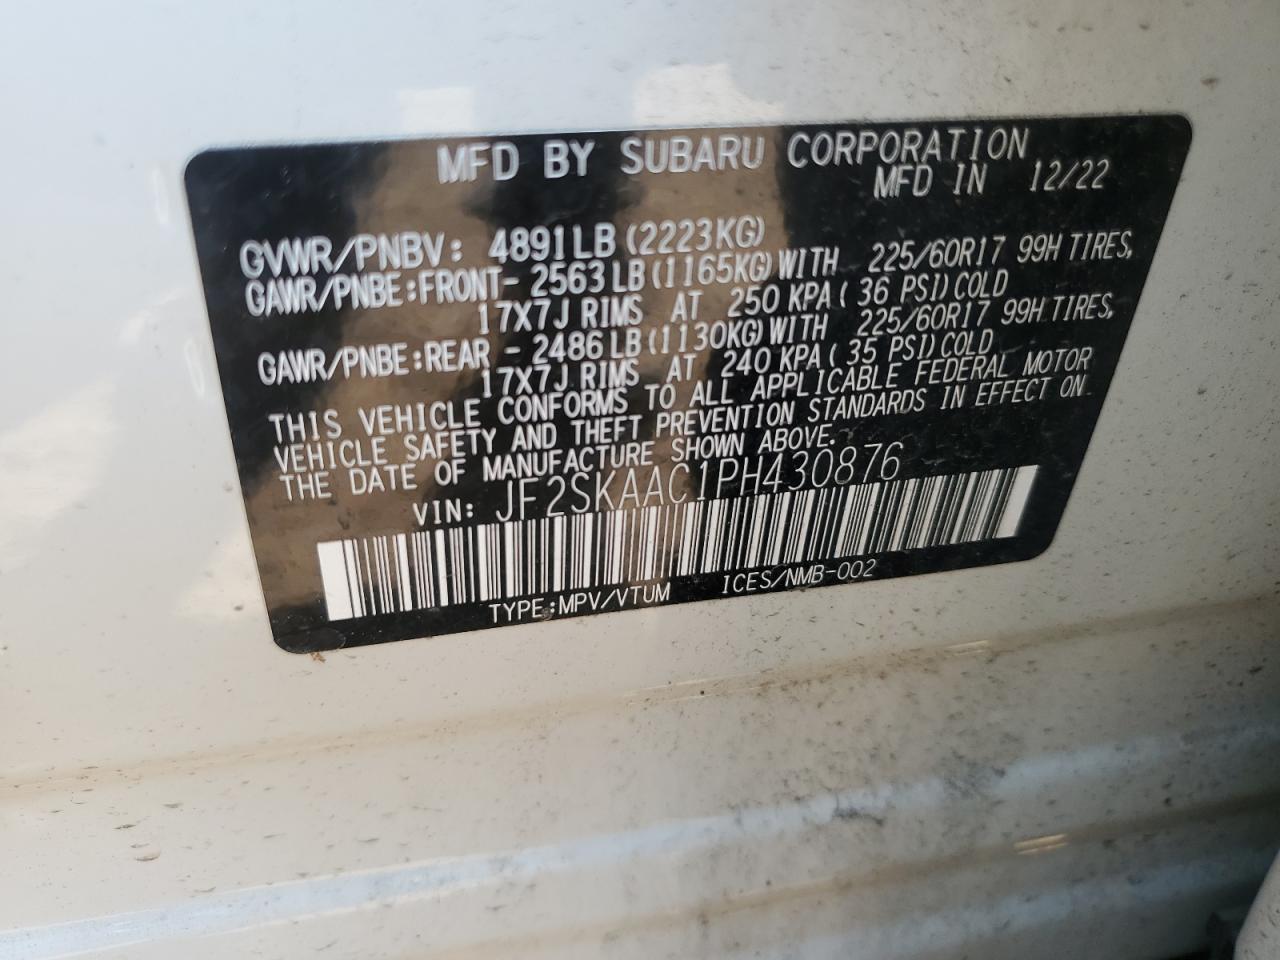 MFD BY SUBARU CORPORATION
MFD IN 12/22
GVWR/PNBV: 4891LB(2223KG)
GAWR/PNBE:FRONT- 2563LB(1165KG)WITH 225/60R17 99H TIRES,
17X7J RIMS AT 250 KPA( 36 PSI)COLD
GAWR/PNBE:REAR - 2486LB(1130KG)WITH 225/60R17 99H TIRES,
17X7J RIMS AT 240 KPA( 35 PSI)COLD
THIS VEHICLE CONFORMS TO ALL APPLICABLE FEDERAL MOTOR
VEHICLE SAFETY AND THEFT PREVENTION STANDARDS IN EFFECT ON
THE DATE OF MANUFACTURE SHOWN ABOVE.
VIN: JF2SKAAC1PH430876
TYPE:MPV/VTUM ICES/NMB-002